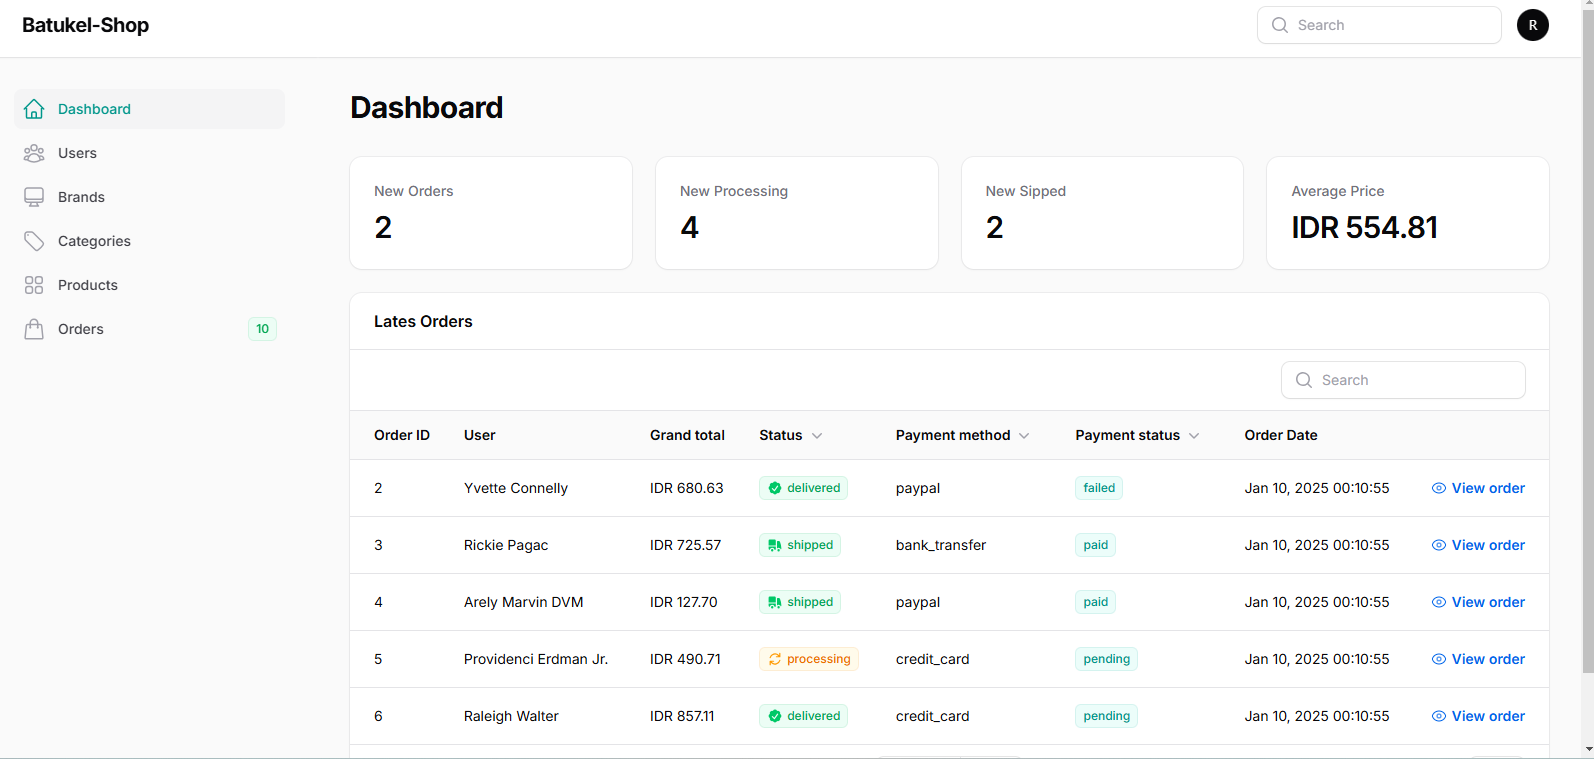 Batukel-Shop
Search
R
Dashboard
Users
Brands
Categories
Products
Orders 10
Dashboard
New Orders
2
New Processing
4
New Sipped
2
Average Price
IDR 554.81
Lates Orders
Search
Order ID User Grand total Status Payment method Payment status Order Date
2 Yvette Connelly IDR 680.63 delivered paypal failed Jan 10, 2025 00:10:55 View order
3 Rickie Pagac IDR 725.57 shipped bank_transfer paid Jan 10, 2025 00:10:55 View order
4 Arely Marvin DVM IDR 127.70 shipped paypal paid Jan 10, 2025 00:10:55 View order
5 Providenci Erdman Jr. IDR 490.71 processing credit_card pending Jan 10, 2025 00:10:55 View order
6 Raleigh Walter IDR 857.11 delivered credit_card pending Jan 10, 2025 00:10:55 View order